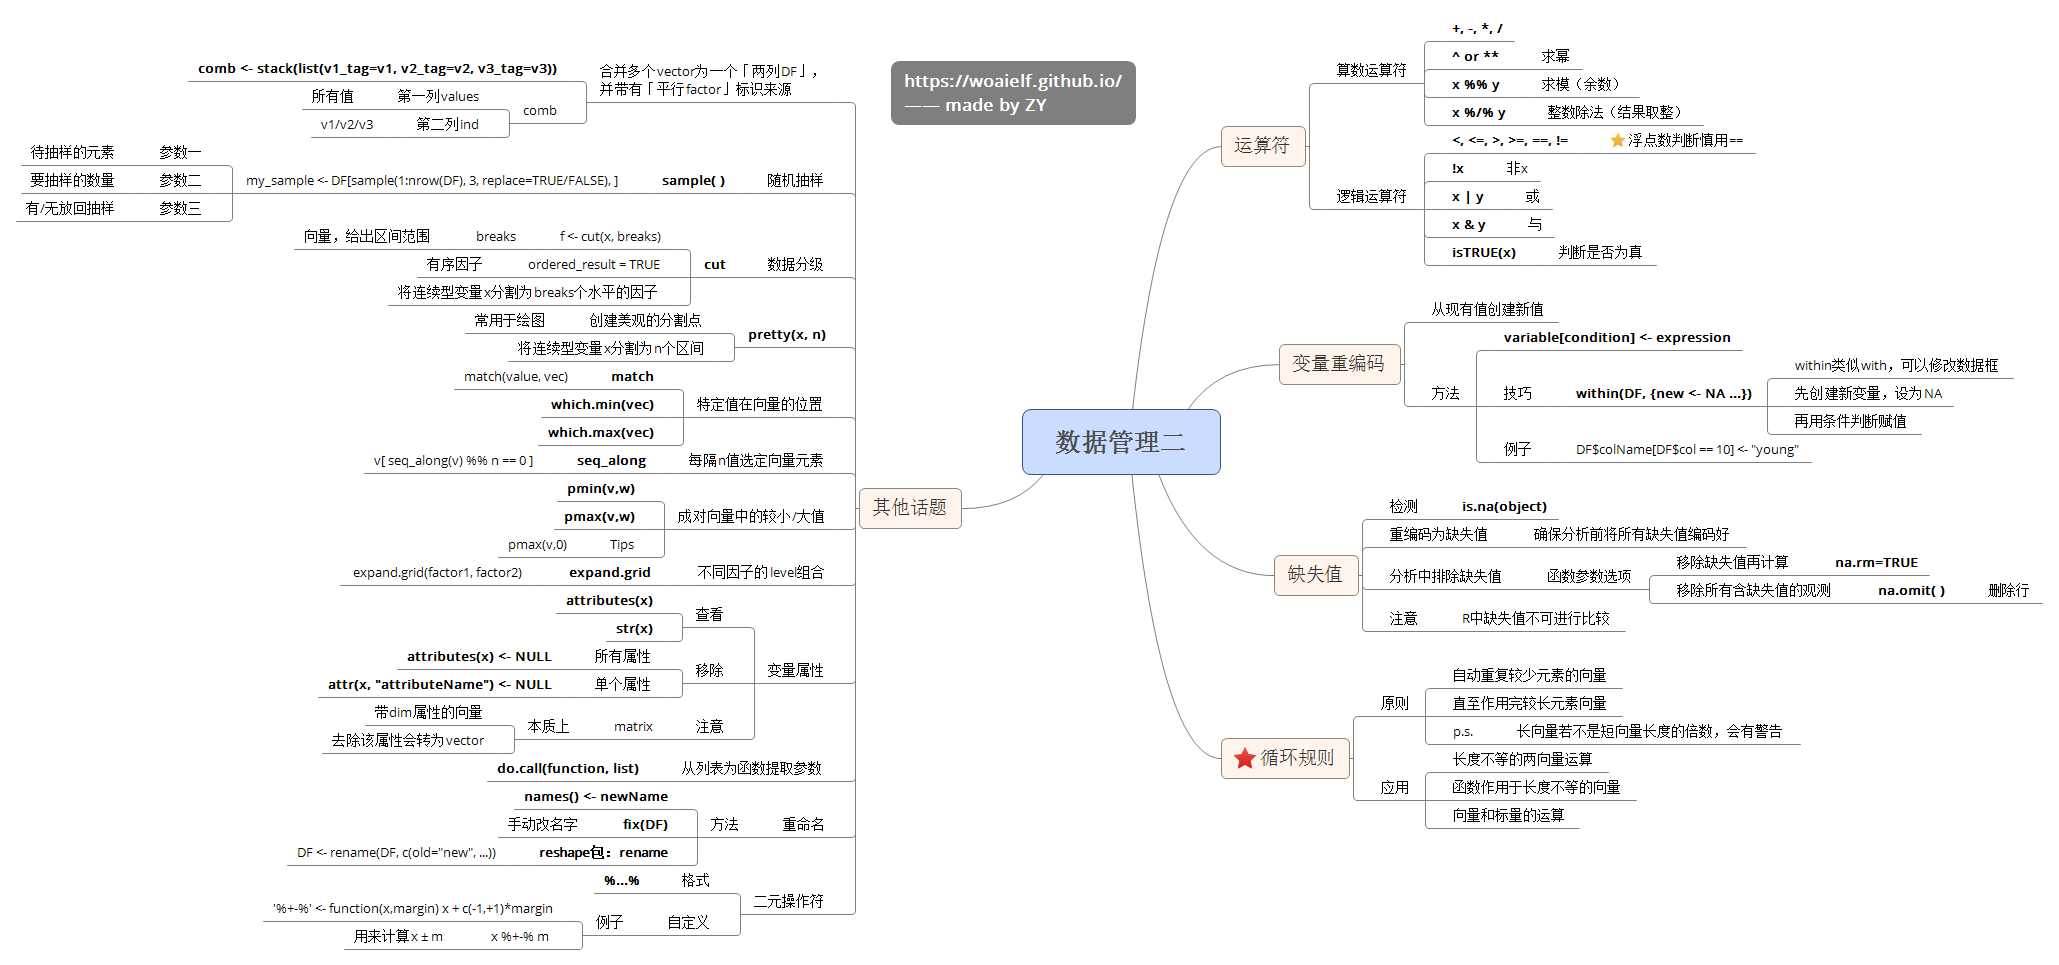 https://woaielf.github.io/
—— made by ZY
数据管理二
运算符
算数运算符
+, -, *, /
^ or ** 求幂
x %% y 求模（余数）
x %/% y 整数除法（结果取整）
逻辑运算符
<, <=, >, >=, ==, != 浮点数判断慎用==
!x 非x
x | y 或
x & y 与
isTRUE(x) 判断是否为真
变量重编码
从现有值创建新值
方法
variable[condition] <- expression
技巧 within(DF, {new <- NA ...})
within类似with，可以修改数据框
先创建新变量，设为NA
再用条件判断赋值
例子 DF$colName[DF$col == 10] <- "young"
缺失值
检测 is.na(object)
重编码为缺失值 确保分析前将所有缺失值编码好
分析中排除缺失值 函数参数选项
移除缺失值再计算 na.rm=TRUE
移除所有含缺失值的观测 na.omit( ) 删除行
注意 R中缺失值不可进行比较
循环规则
原则
自动重复较少元素的向量
直至作用完较长元素向量
p.s. 长向量若不是短向量长度的倍数，会有警告
应用
长度不等的两向量运算
函数作用于长度不等的向量
向量和标量的运算
其他话题
合并多个vector为一个「两列DF」，
并带有「平行factor」标识来源
comb <- stack(list(v1_tag=v1, v2_tag=v2, v3_tag=v3))
comb
第一列values 所有值
第二列ind v1/v2/v3
随机抽样 sample( ) my_sample <- DF[sample(1:nrow(DF), 3, replace=TRUE/FALSE), ]
参数一 待抽样的元素
参数二 要抽样的数量
参数三 有/无放回抽样
数据分级 cut
f <- cut(x, breaks) breaks 向量，给出区间范围
ordered_result = TRUE 有序因子
将连续型变量x分割为breaks个水平的因子
pretty(x, n)
创建美观的分割点 常用于绘图
将连续型变量x分割为n个区间
特定值在向量的位置
match match(value, vec)
which.min(vec)
which.max(vec)
每隔n值选定向量元素 seq_along v[ seq_along(v) %% n == 0 ]
成对向量中的较小/大值
pmin(v,w)
pmax(v,w)
Tips pmax(v,0)
不同因子的level组合 expand.grid expand.grid(factor1, factor2)
变量属性
查看
attributes(x)
str(x)
移除
所有属性 attributes(x) <- NULL
单个属性 attr(x, "attributeName") <- NULL
注意 matrix 本质上
带dim属性的向量
去除该属性会转为vector
从列表为函数提取参数 do.call(function, list)
重命名 方法
names() <- newName
fix(DF) 手动改名字
reshape包：rename DF <- rename(DF, c(old="new", ...))
二元操作符
格式 %...%
自定义 例子
'%+-%' <- function(x,margin) x + c(-1,+1)*margin
x %+-% m 用来计算x ± m